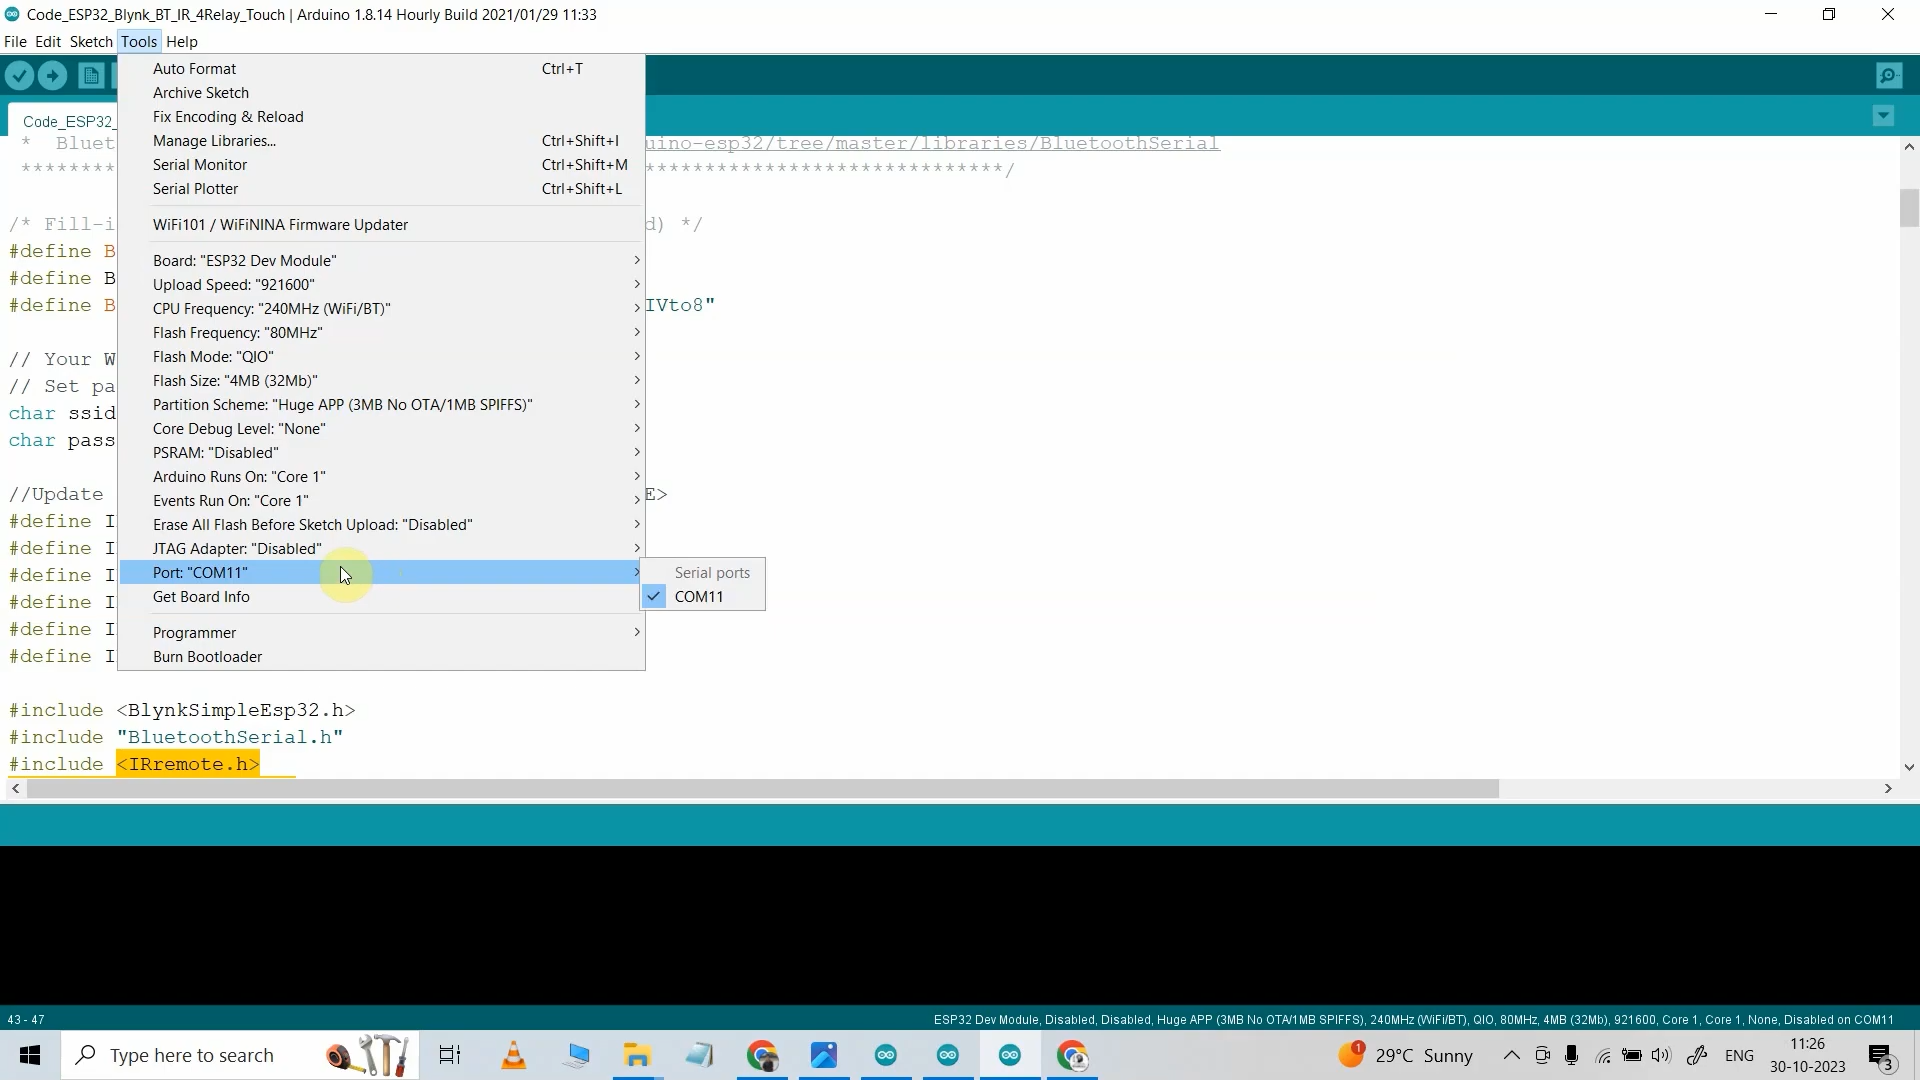 Code_ESP32_Blynk_BT_IR_4Relay_Touch | Arduino 1.8.14 Hourly Build 2021/01/29 11:33
File Edit Sketch Tools Help
Auto Format Ctrl+T
Archive Sketch
Fix Encoding & Reload
Manage Libraries... Ctrl+Shift+I
Serial Monitor Ctrl+Shift+M
Serial Plotter Ctrl+Shift+L
WiFi101 / WiFiNINA Firmware Updater
Board: "ESP32 Dev Module"
Upload Speed: "921600"
CPU Frequency: "240MHz (WiFi/BT)"
Flash Frequency: "80MHz"
Flash Mode: "QIO"
Flash Size: "4MB (32Mb)"
Partition Scheme: "Huge APP (3MB No OTA/1MB SPIFFS)"
Core Debug Level: "None"
PSRAM: "Disabled"
Arduino Runs On: "Core 1"
Events Run On: "Core 1"
Erase All Flash Before Sketch Upload: "Disabled"
JTAG Adapter: "Disabled"
Port: "COM11"
Get Board Info
Programmer
Burn Bootloader
Serial ports
COM11
Code_ESP32_
* Bluet uino-esp32/tree/master/libraries/BluetoothSerial
******** ******************************/
/* Fill-i d) */
#define B
#define B
#define B IVto8"
// Your W
// Set pa
char ssid
char pass
//Update E>
#define I
#define I
#define I
#define I
#define I
#define I
#include <BlynkSimpleEsp32.h>
#include "BluetoothSerial.h"
#include <IRremote.h>
43 - 47 ESP32 Dev Module, Disabled, Disabled, Huge APP (3MB No OTA/1MB SPIFFS), 240MHz (WiFi/BT), QIO, 80MHz, 4MB (32Mb), 921600, Core 1, Core 1, None, Disabled on COM11
Type here to search 1 29°C Sunny ENG 11:26
30-10-2023 3